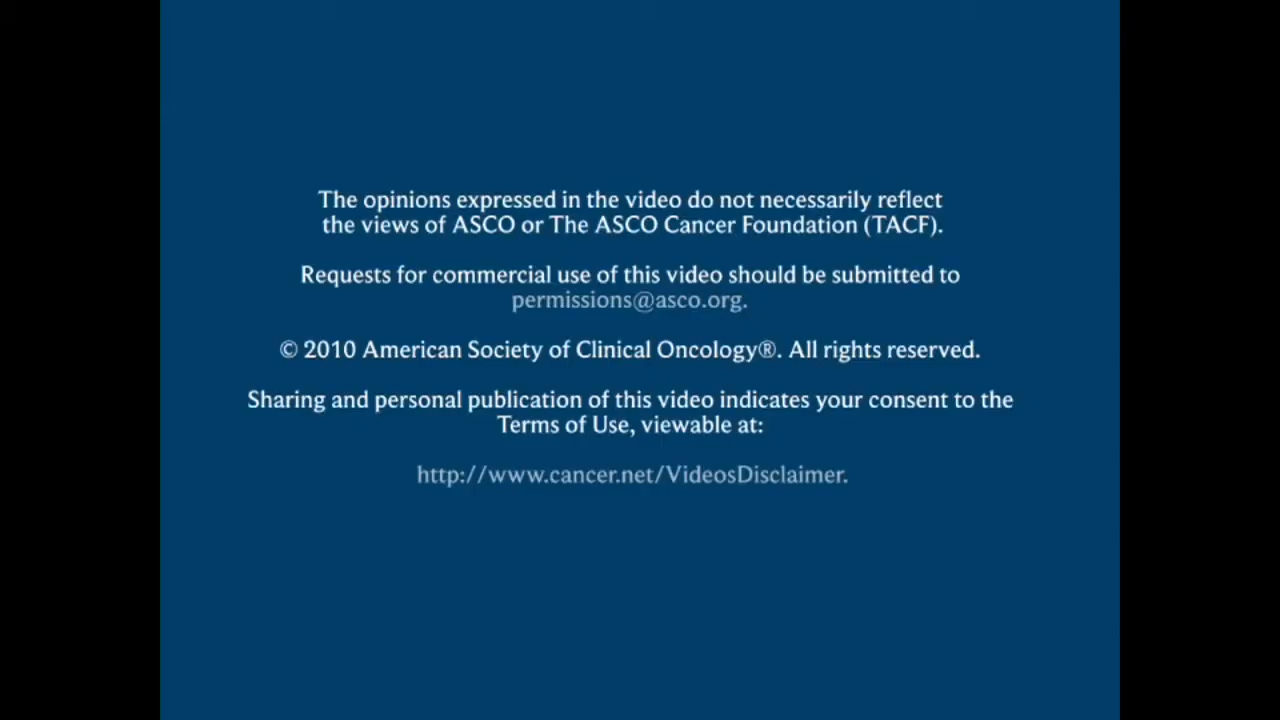 The opinions expressed in the video do not necessarily reflect
the views of ASCO or The ASCO Cancer Foundation (TACF).
Requests for commercial use of this video should be submitted to
permissions@asco.org.
© 2010 American Society of Clinical Oncology®. All rights reserved.
Sharing and personal publication of this video indicates your consent to the
Terms of Use, viewable at:
http://www.cancer.net/VideosDisclaimer.